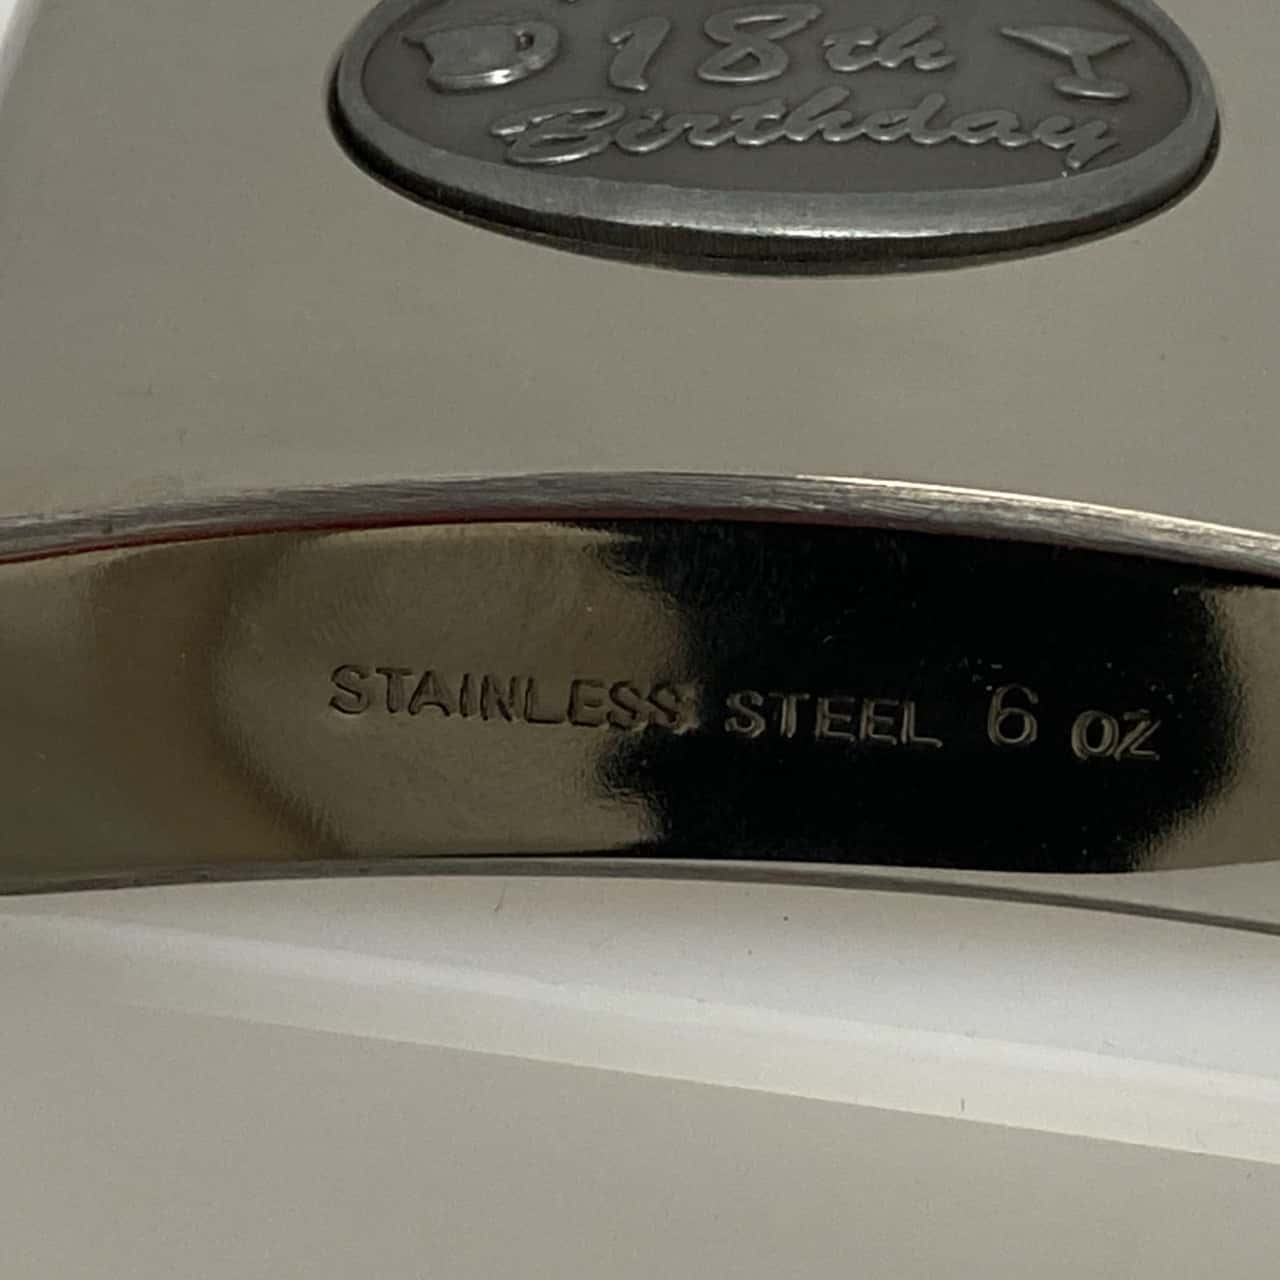 18th
Birthday
STAINLESS STEEL 6 OZ